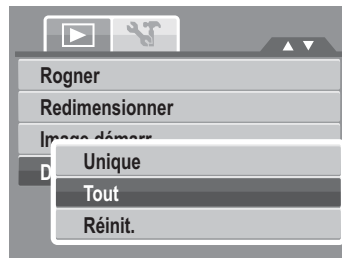 Rogner
Redimensionner
Image démarr.
D
Unique
Tout
Réinit.